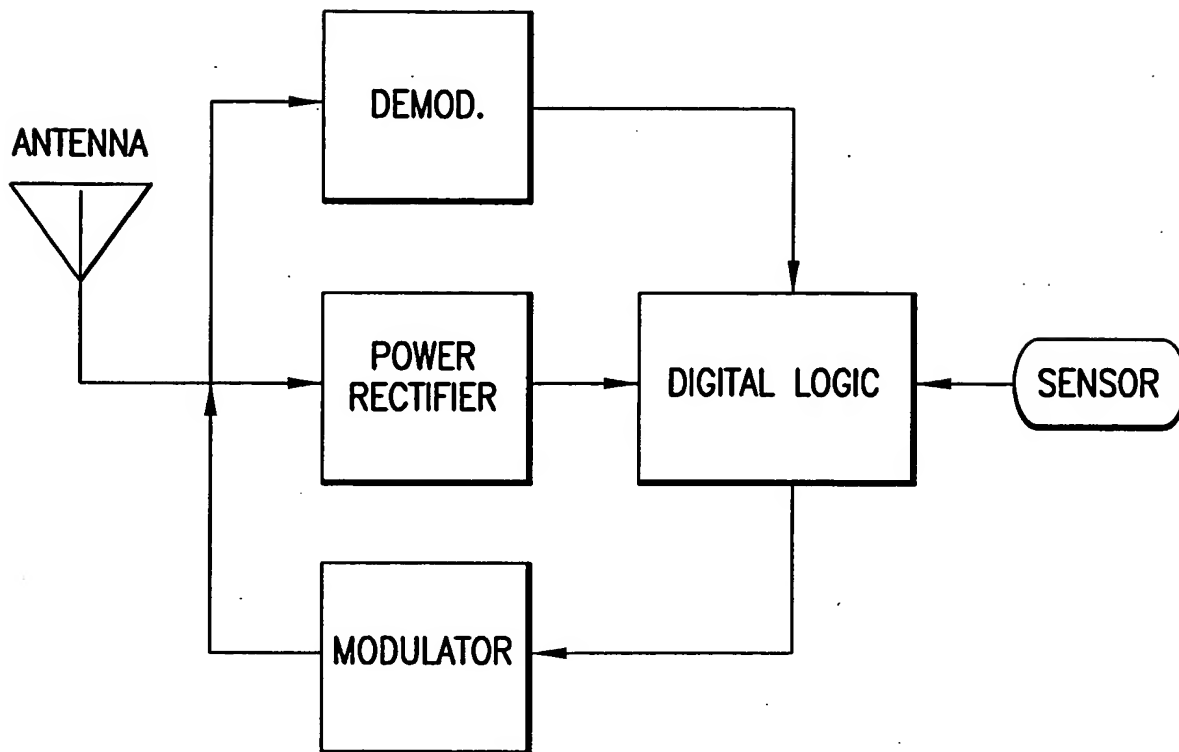 DEMOD.
ANTENNA
POWER
RECTIFIER
DIGITAL LOGIC
SENSOR
MODULATOR